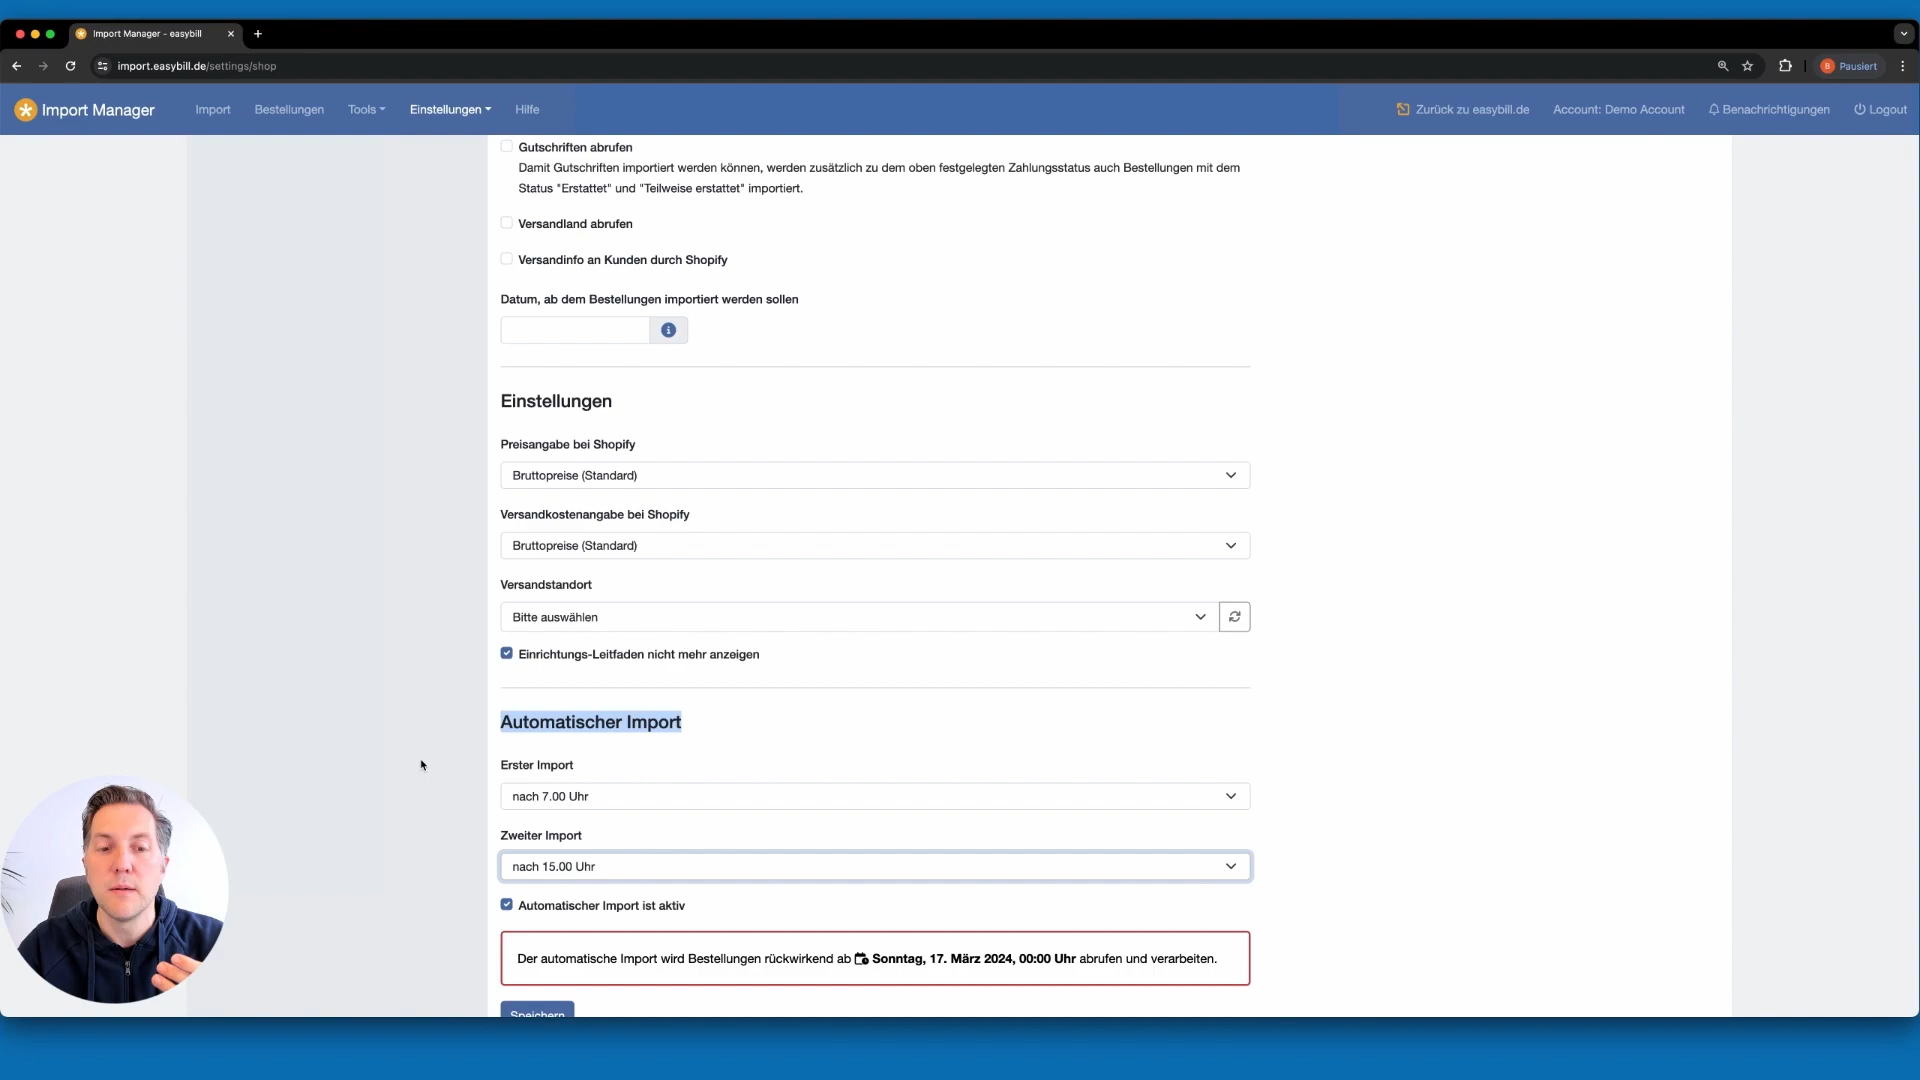 Import Manager - easybill
import.easybill.de/settings/shop
B Pausiert
Import Manager Import Bestellungen Tools Einstellungen Hilfe Zurück zu easybill.de Account: Demo Account Benachrichtigungen Logout
Gutschriften abrufen
Damit Gutschriften importiert werden können, werden zusätzlich zu dem oben festgelegten Zahlungsstatus auch Bestellungen mit dem
Status "Erstattet" und "Teilweise erstattet" importiert.
Versandland abrufen
Versandinfo an Kunden durch Shopify
Datum, ab dem Bestellungen importiert werden sollen
Einstellungen
Preisangabe bei Shopify
Bruttopreise (Standard)
Versandkostenangabe bei Shopify
Bruttopreise (Standard)
Versandstandort
Bitte auswählen
Einrichtungs-Leitfaden nicht mehr anzeigen
Automatischer Import
Erster Import
nach 7.00 Uhr
Zweiter Import
nach 15.00 Uhr
Automatischer Import ist aktiv
Der automatische Import wird Bestellungen rückwirkend ab Sonntag, 17. März 2024, 00:00 Uhr abrufen und verarbeiten.
Speichern